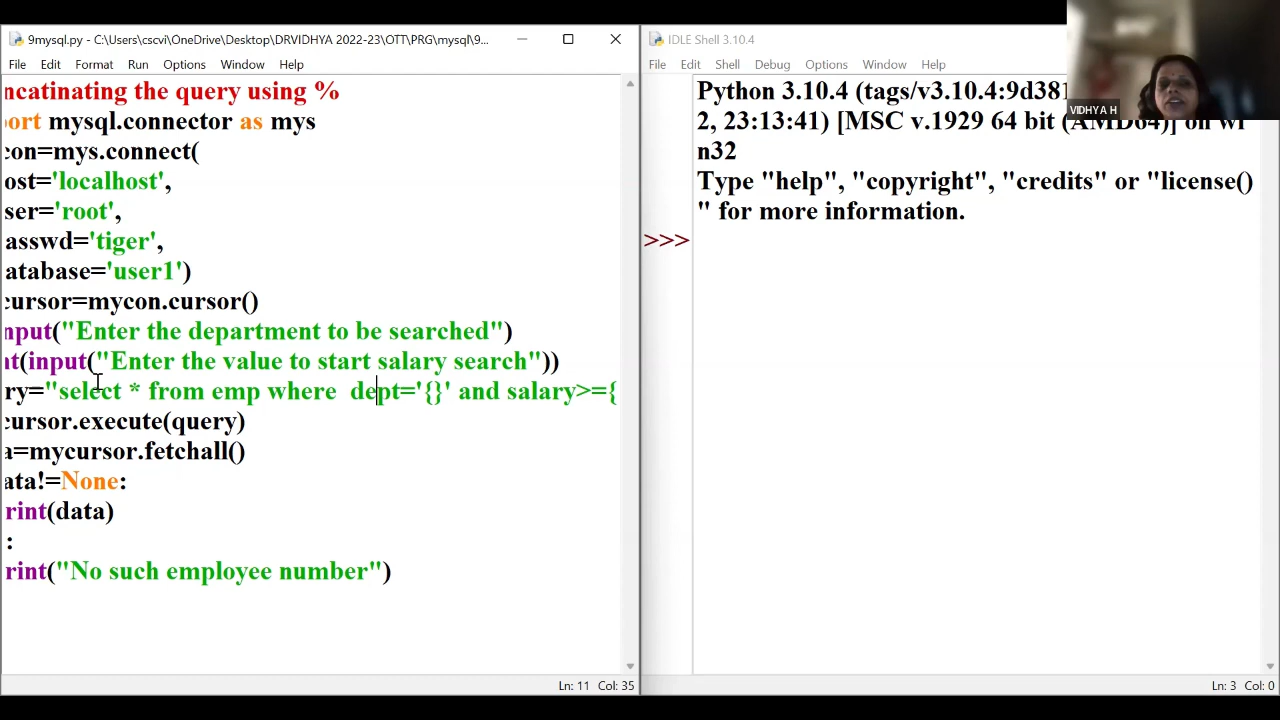 9mysql.py - C:\Users\cscvi\OneDrive\Desktop\DRVIDHYA 2022-23\OTT\PRG\mysql\9...
File Edit Format Run Options Window Help
ncatinating the query using %
port mysql.connector as mys
con=mys.connect(
ost='localhost',
ser='root',
asswd='tiger',
atabase='user1')
cursor=mycon.cursor()
nput("Enter the department to be searched")
nt(input("Enter the value to start salary search"))
ry="select * from emp where  dept='{}' and salary>={
cursor.execute(query)
a=mycursor.fetchall()
ata!=None:
rint(data)
:
rint("No such employee number")
Ln: 11 Col: 35
IDLE Shell 3.10.4
File Edit Shell Debug Options Window Help
Python 3.10.4 (tags/v3.10.4:9d381
2, 23:13:41) [MSC v.1929 64 bit (AMD64)] on wi
n32
Type "help", "copyright", "credits" or "license()
" for more information.
>>>
Ln: 3 Col: 0
VIDHYA H